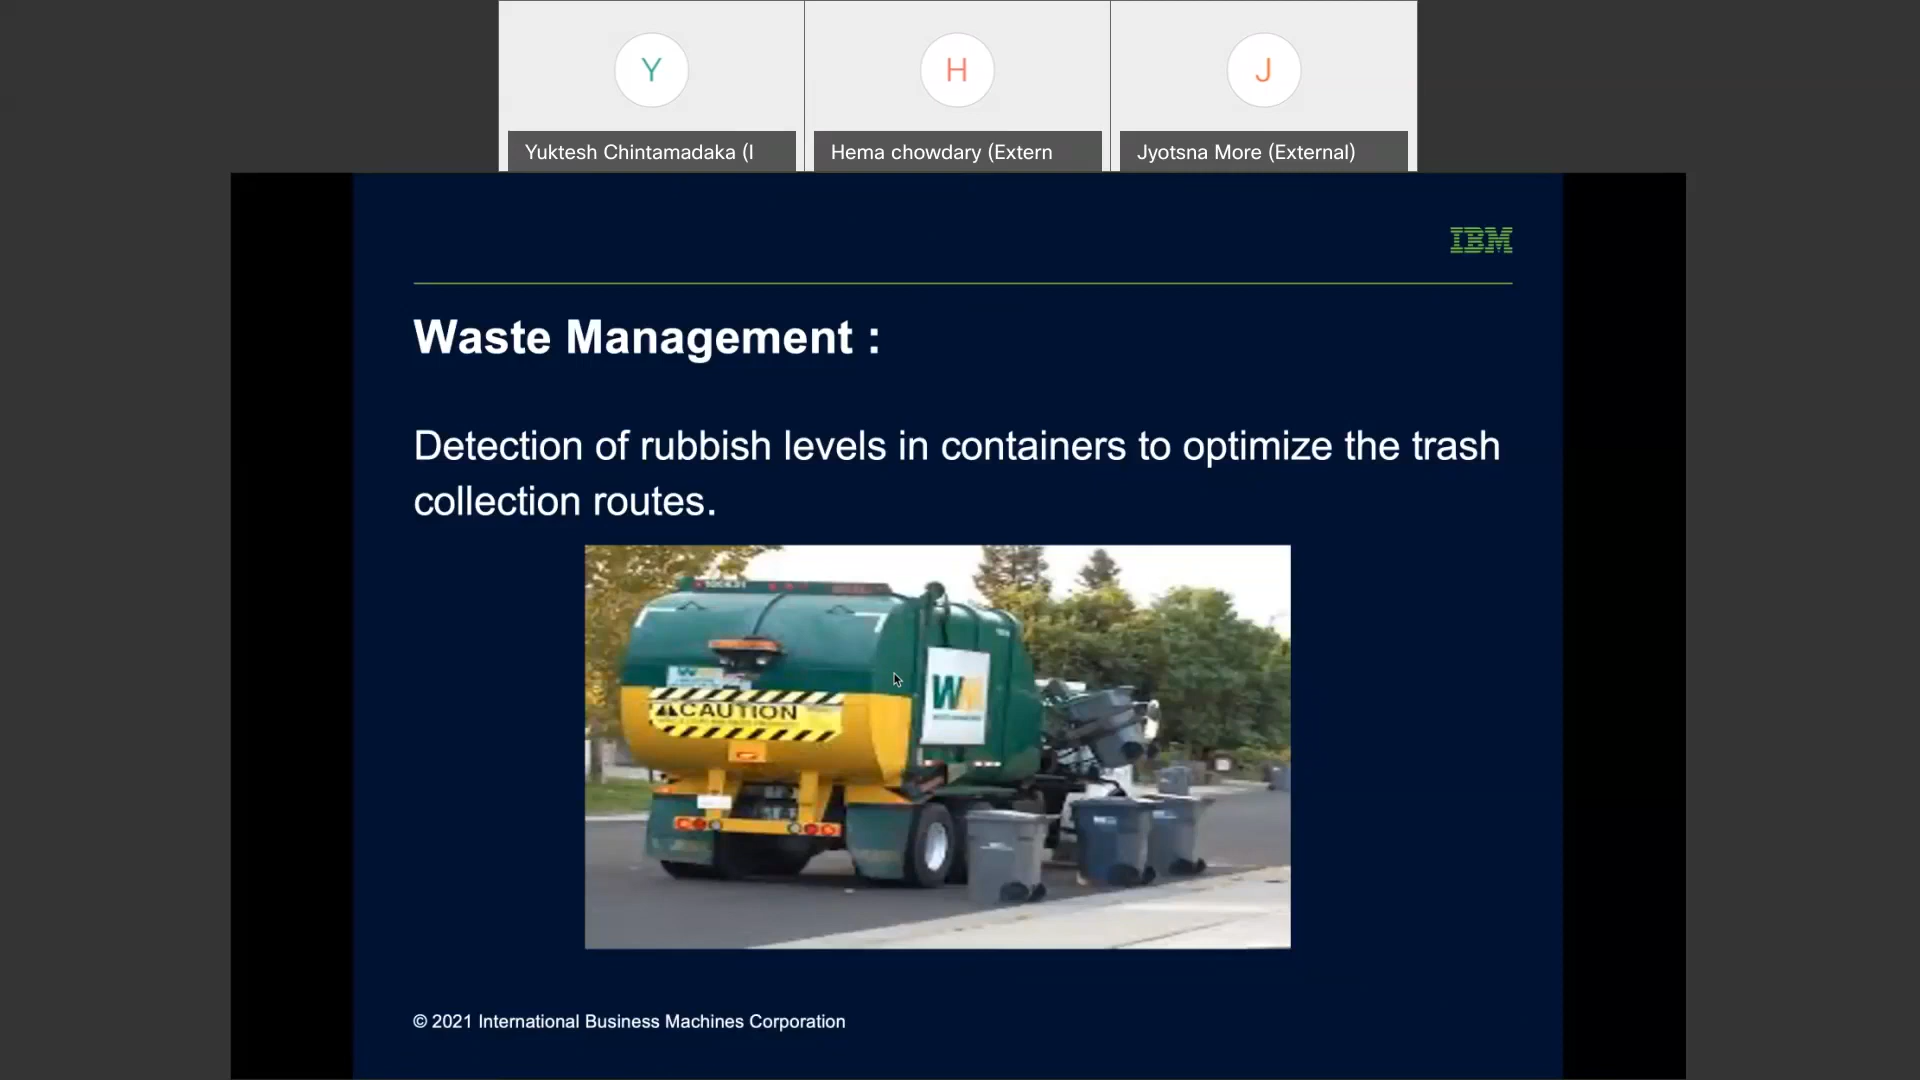 Y
H
J
Yuktesh Chintamadaka (I
Hema chowdary (Extern
Jyotsna More (External)
IBM
Waste Management :
Detection of rubbish levels in containers to optimize the trash
collection routes.
CAUTION
WM
© 2021 International Business Machines Corporation